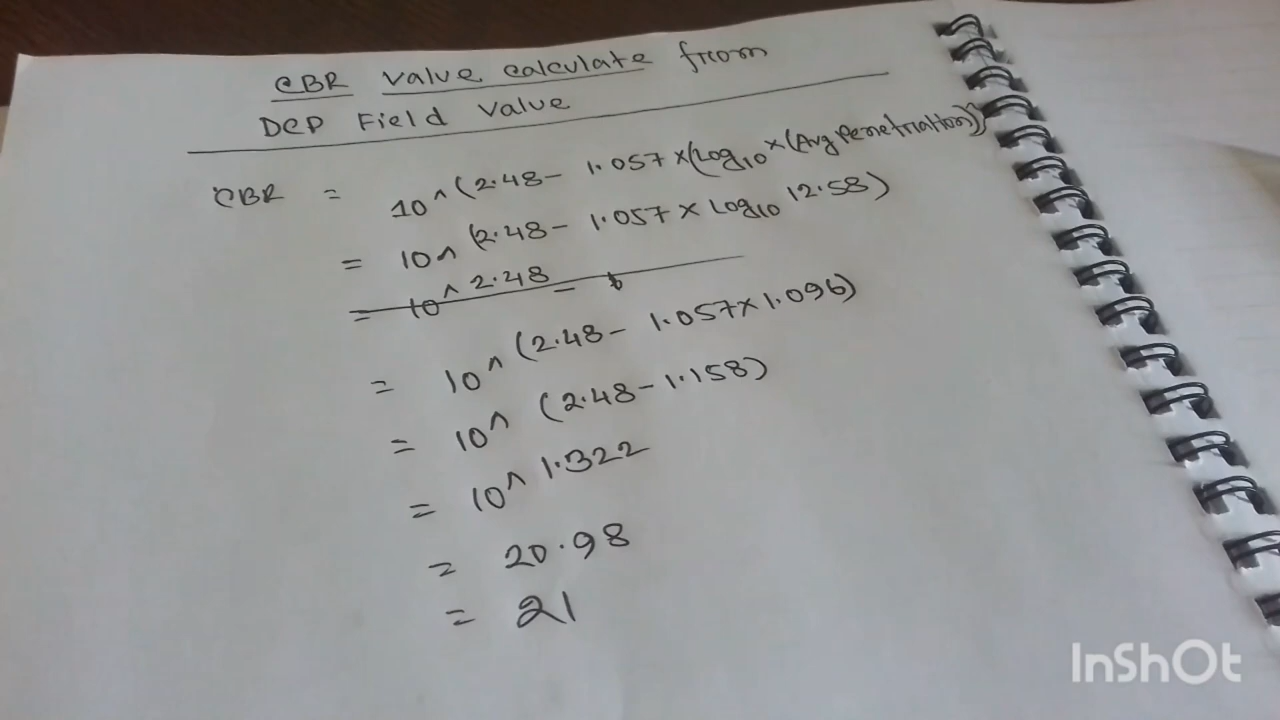 CBR Value calculate from
DCP Field Value
CBR = 10^(2.48- 1.057×(Log10×(Avg Penetration))
= 10^(2.48- 1.057×Log10 12.58)
= 10^2.48 -
= 10^(2.48- 1.057×1.096)
= 10^ (2.48-1.158)
= 10^ 1.322
= 20.98
= 21
InShOt